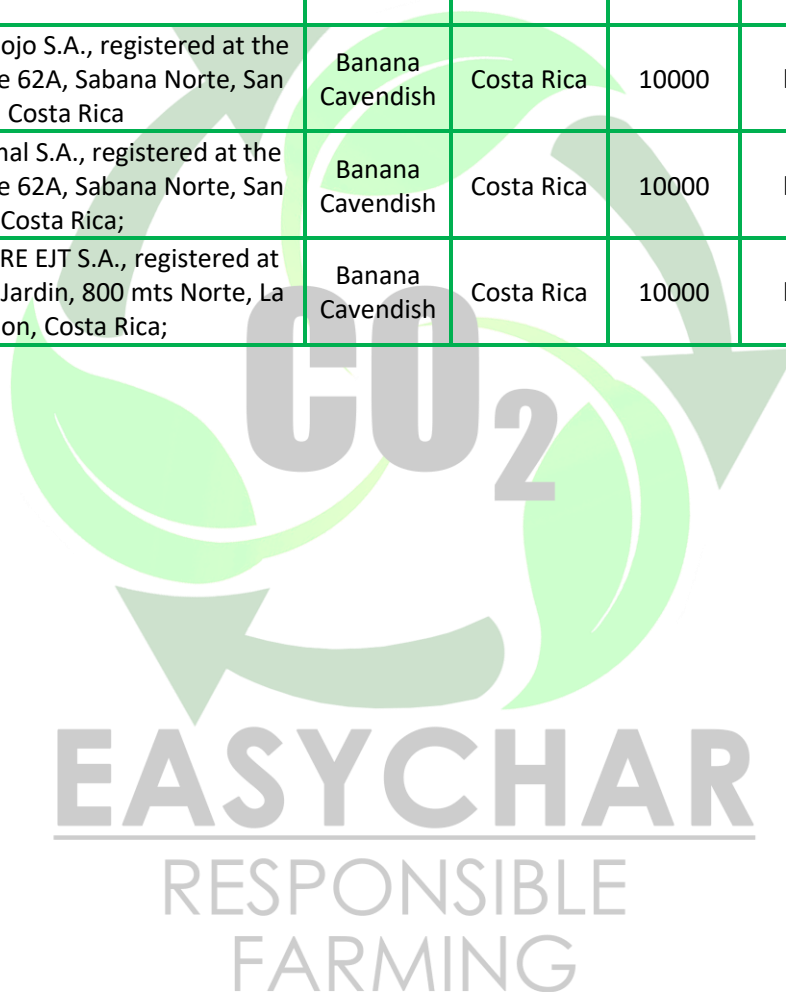 ojo S.A., registered at the
e 62A, Sabana Norte, San
Costa Rica
Banana
Cavendish
Costa Rica
10000
nal S.A., registered at the
e 62A, Sabana Norte, San
Costa Rica;
Banana
Cavendish
Costa Rica
10000
RE EJT S.A., registered at
Jardin, 800 mts Norte, La
on, Costa Rica;
Banana
Cavendish
Costa Rica
10000
CO2
EASYCHAR
RESPONSIBLE
FARMING